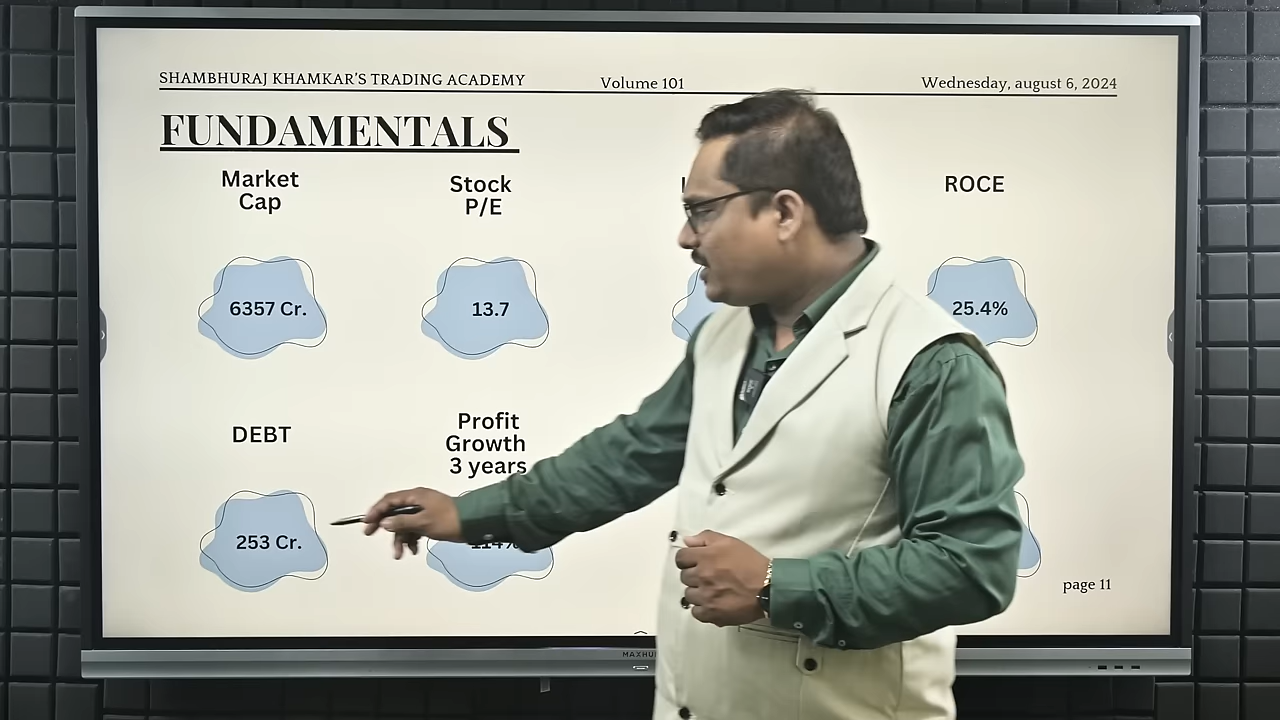 SHAMBHURAJ KHAMKAR'S TRADING ACADEMY Volume 101 Wednesday, august 6, 2024
FUNDAMENTALS
Market
Cap
Stock
P/E
ROCE
6357 Cr.
13.7
25.4%
DEBT
Profit
Growth
3 years
253 Cr.
114%
page 11